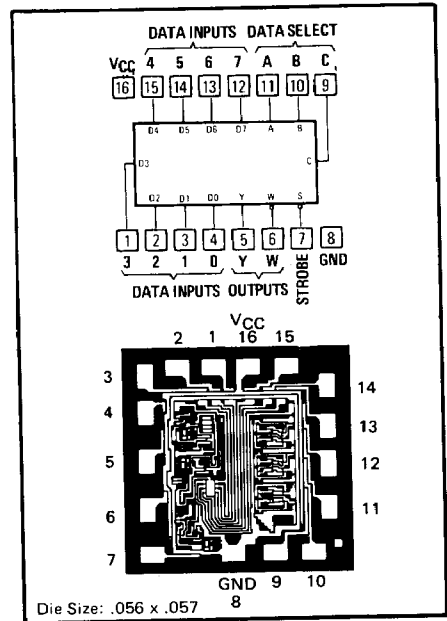 DATA INPUTS DATA SELECT
VCC 4 5 6 7 A B C
16 15 14 13 12 11 10 9
D4 D5 D6 D7 A B
D3 C
D2 D1 D0 Y W S
1 2 3 4 5 6 7 8
3 2 1 0 Y W STROBE GND
DATA INPUTS OUTPUTS
VCC
2 1 16 15
3 14
4 13
5 12
6 11
7
GND 9 10
8
Die Size: .056 x .057